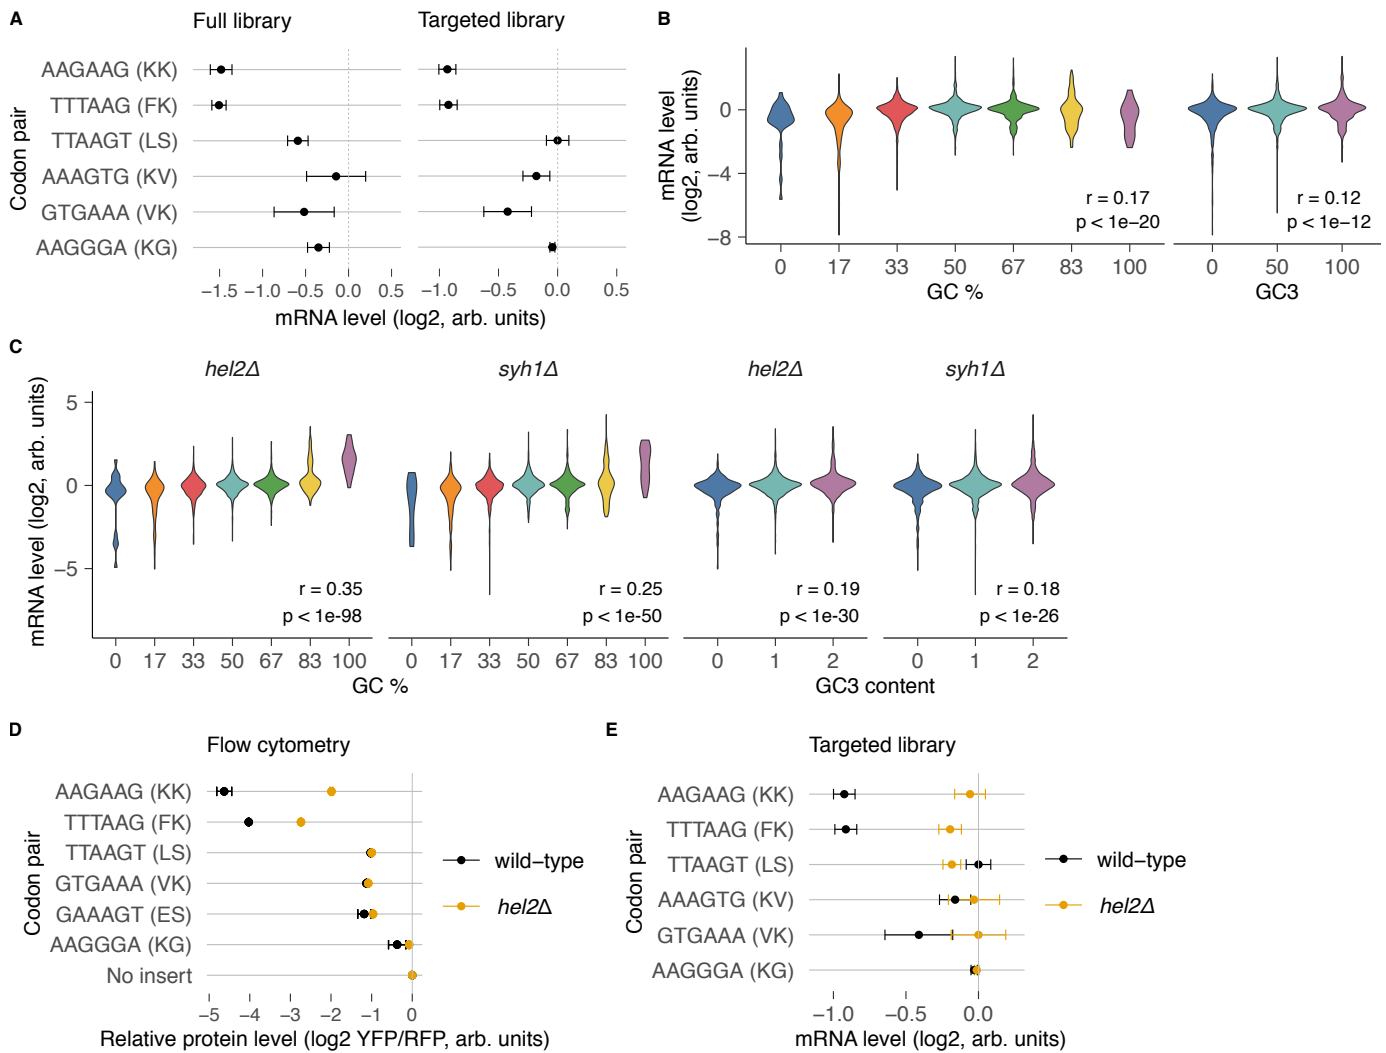 A
Full library
Targeted library
Codon pair
AAGAAG (KK)
TTTAAG (FK)
TTAAGT (LS)
AAAGTG (KV)
GTGAAA (VK)
AAGGGA (KG)
−1.5 −1.0 −0.5 0.0 0.5
−1.0 −0.5 0.0 0.5
mRNA level (log2, arb. units)
B
mRNA level
(log2, arb. units)
0
−4
−8
r = 0.17
p < 1e−20
r = 0.12
p < 1e−12
0 17 33 50 67 83 100
0 50 100
GC %
GC3
C
hel2Δ
syh1Δ
hel2Δ
syh1Δ
mRNA level (log2, arb. units)
5
0
−5
r = 0.35
p < 1e-98
r = 0.25
p < 1e-50
r = 0.19
p < 1e-30
r = 0.18
p < 1e-26
0 17 33 50 67 83 100
0 17 33 50 67 83 100
0 1 2
0 1 2
GC %
GC3 content
D
Flow cytometry
Codon pair
AAGAAG (KK)
TTTAAG (FK)
TTAAGT (LS)
GTGAAA (VK)
GAAAGT (ES)
AAGGGA (KG)
No insert
−5 −4 −3 −2 −1 0
Relative protein level (log2 YFP/RFP, arb. units)
wild−type
hel2Δ
E
Targeted library
Codon pair
AAGAAG (KK)
TTTAAG (FK)
TTAAGT (LS)
AAAGTG (KV)
GTGAAA (VK)
AAGGGA (KG)
−1.0 −0.5 0.0
mRNA level (log2, arb. units)
wild−type
hel2Δ